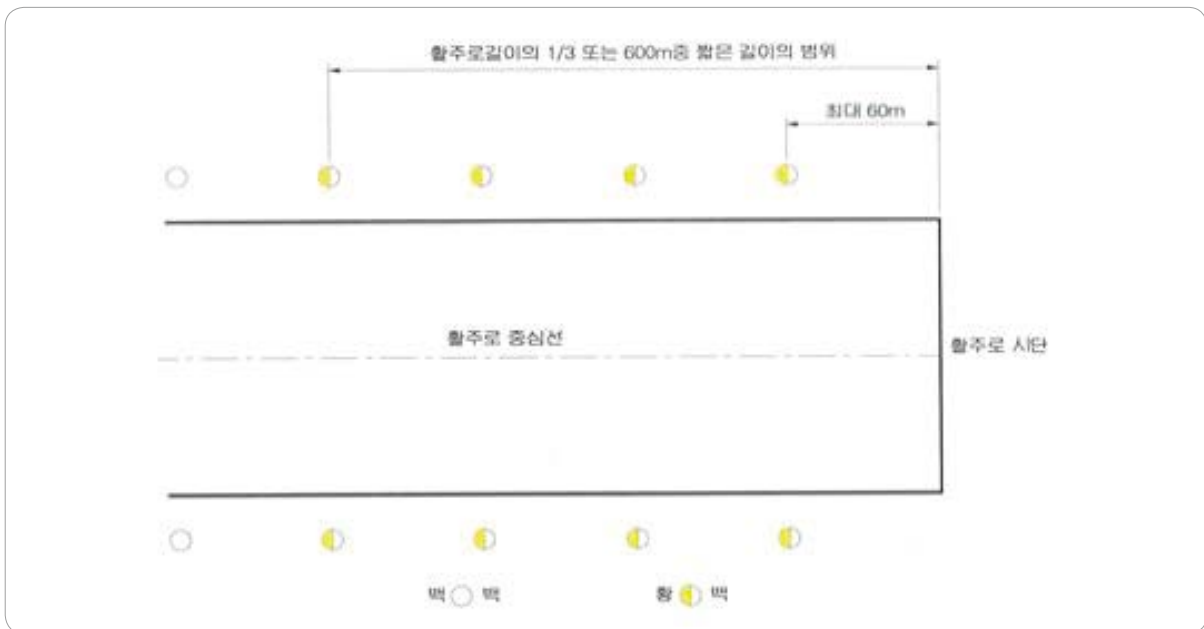 활주로길이의 1/3 또는 600m중 짧은 길이의 범위
최대 60m
활주로 중심선
활주로 시단
백 백
황 백